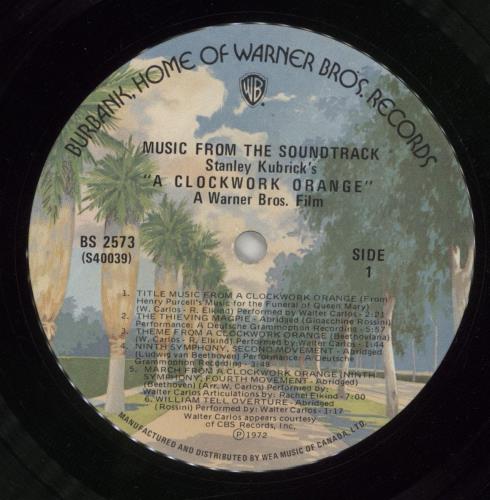 BURBANK, HOME OF WARNER BROS. RECORDS
WB
MUSIC FROM THE SOUNDTRACK
Stanley Kubrick's
"A CLOCKWORK ORANGE"
A Warner Bros. Film
BS 2573
(S40039)
SIDE
1
1. TITLE MUSIC FROM A CLOCKWORK ORANGE (From
Henry Purcell's Music for the Funeral of Queen Mary)
(W. Carlos - R. Elkind) Performed by Walter Carlos - 2:21
2. THE THIEVING MAGPIE - Abridged (Gioacchine Rossini)
Performance: A Deutsche Grammophon Recording - 5:57
3. THEME FROM A CLOCKWORK ORANGE (Beethoviana)
(W. Carlos - R. Elkind) Performed by Walter Carlos - 1:44
4. NINTH SYMPHONY, SECOND MOVEMENT - Abridged
(Ludwig van Beethoven) Performance: A Deutsche
Grammophon Recording - 3:48
5. MARCH FROM A CLOCKWORK ORANGE (NINTH
SYMPHONY, FOURTH MOVEMENT - Abridged)
(Beethoven) (Arr. W. Carlos) Performed by
Walter Carlos Articulations by: Rachel Elkind - 7:00
6. WILLIAM TELL OVERTURE - Abridged
(Rossini) Performed by: Walter Carlos - 1:17
Walter Carlos appears courtesy
of CBS Records, Inc.
Ⓟ 1972
MANUFACTURED AND DISTRIBUTED BY WEA MUSIC OF CANADA, LTD.